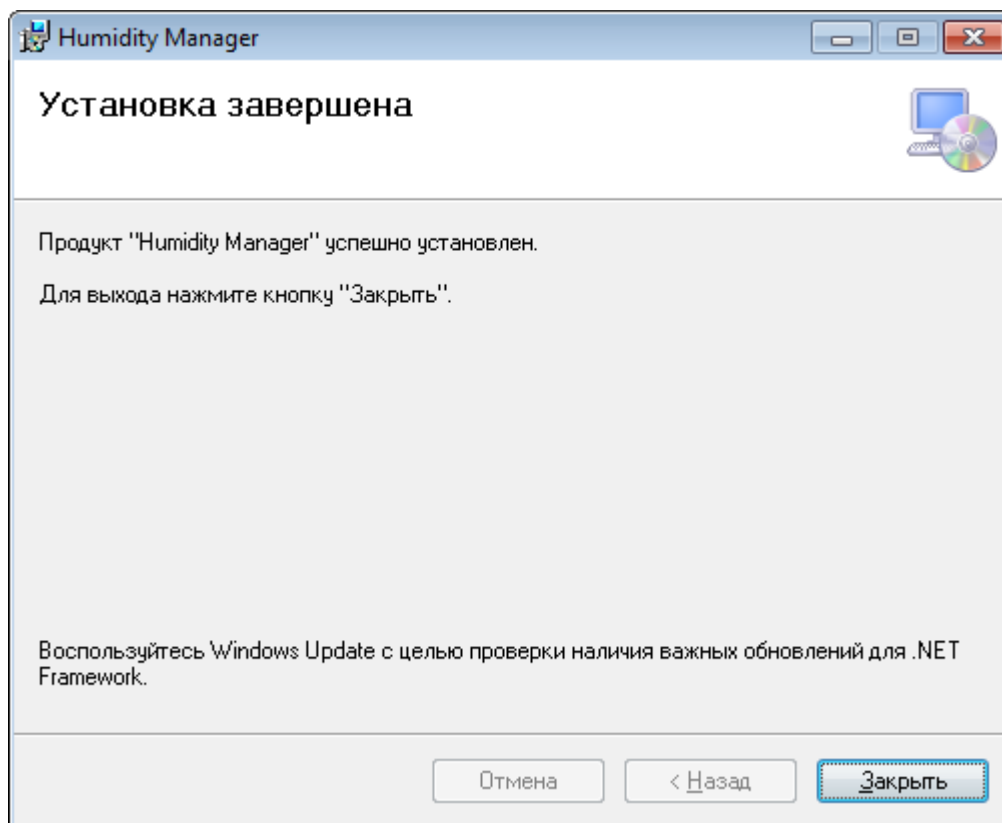 Humidity Manager
Установка завершена
Продукт "Humidity Manager" успешно установлен.
Для выхода нажмите кнопку "Закрыть".
Воспользуйтесь Windows Update с целью проверки наличия важных обновлений для .NET
Framework.
Отмена
< Назад
Закрыть